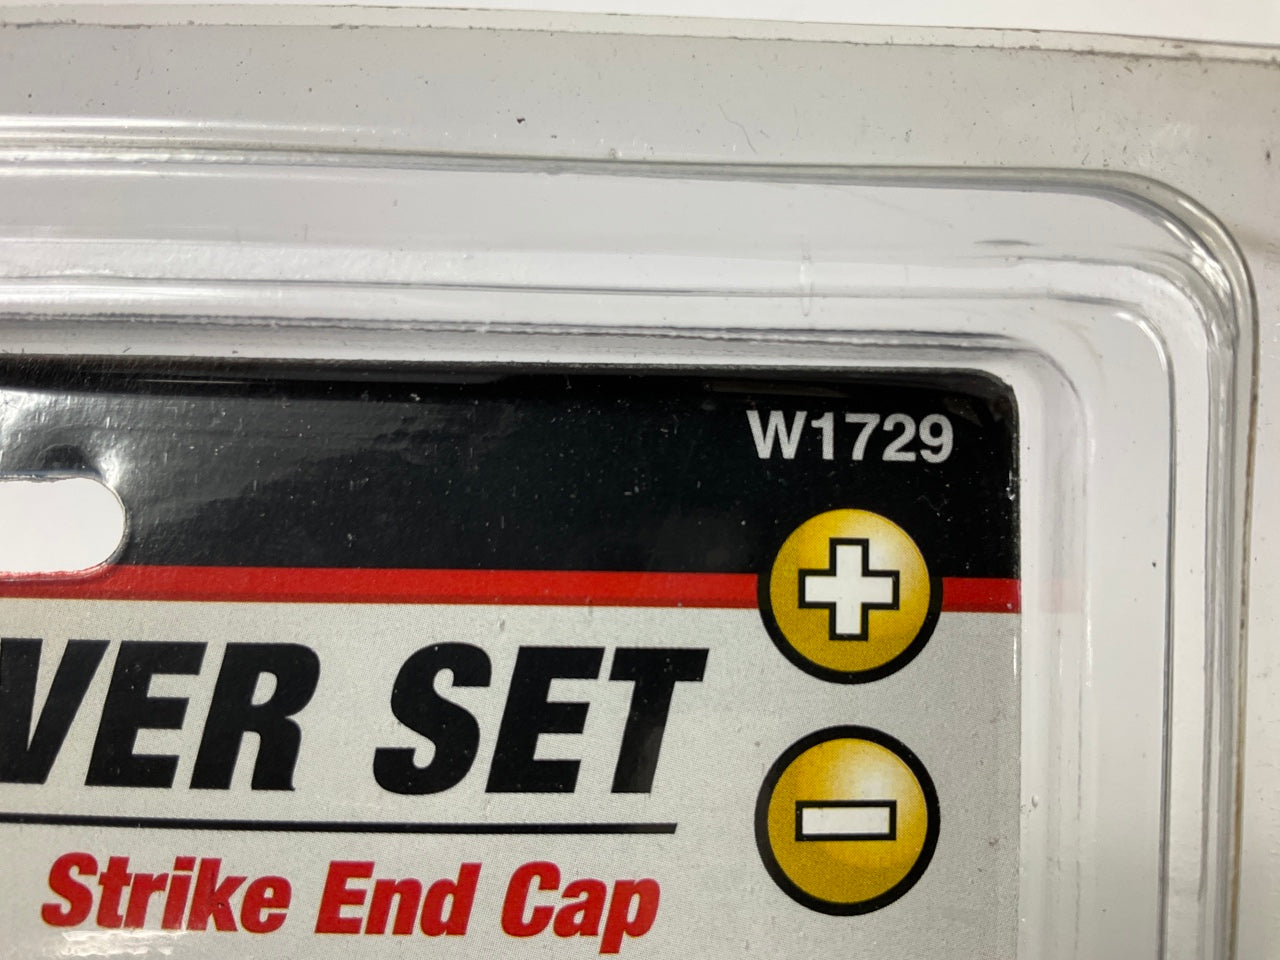 W1729
VER SET
Strike End Cap